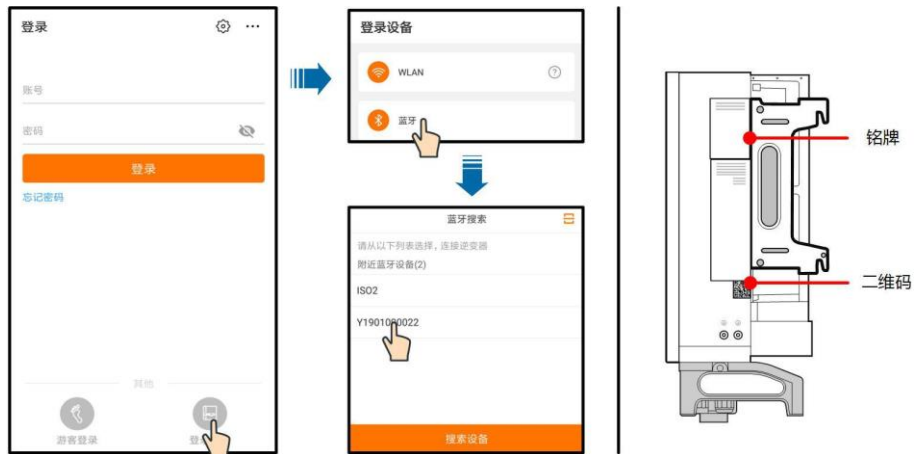 登录
账号
密码
登录
忘记密码
其他
游客登录
登
登录设备
WLAN
?
蓝牙
蓝牙搜索
请从以下列表选择，连接逆变器
附近蓝牙设备(2)
ISO2
Y1901000022
搜索设备
铭牌
二维码